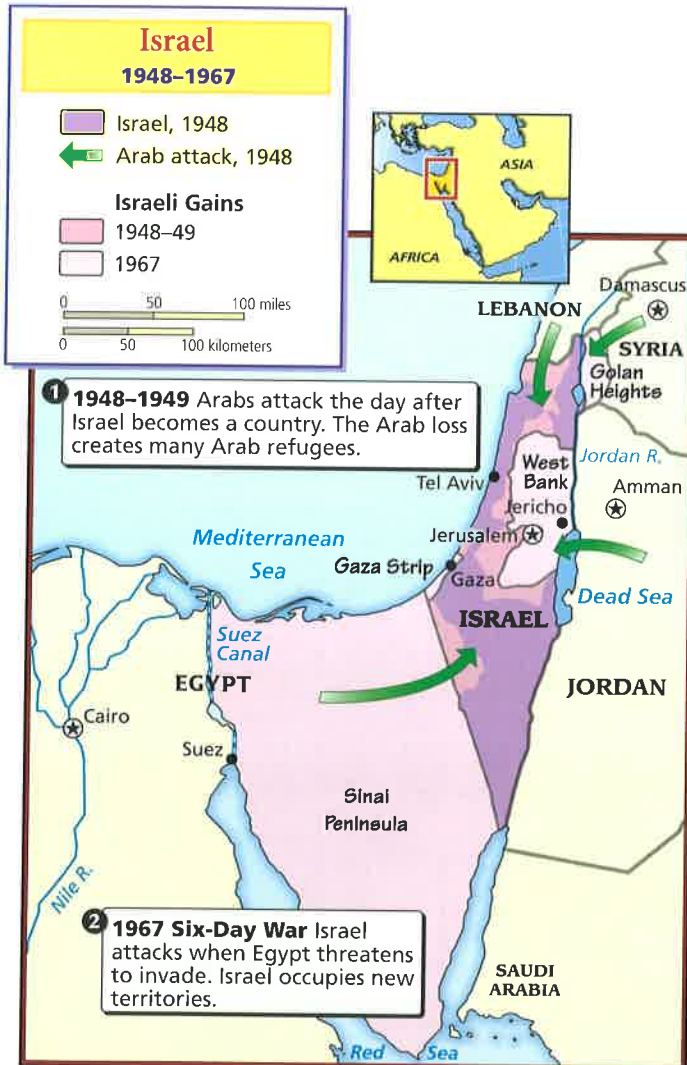 Israel
1948–1967
Israel, 1948
Arab attack, 1948
Israeli Gains
1948–49
1967
0 50 100 miles
0 50 100 kilometers
ASIA
AFRICA
LEBANON
Damascus
SYRIA
Golan
Heights
1 1948–1949 Arabs attack the day after
Israel becomes a country. The Arab loss
creates many Arab refugees.
West
Bank
Jordan R.
Tel Aviv
Amman
Jericho
Jerusalem
Mediterranean
Sea
Gaza Strip
Gaza
Dead Sea
ISRAEL
Suez
Canal
EGYPT
JORDAN
Cairo
Suez
Sinai
Peninsula
Nile R.
2 1967 Six-Day War Israel
attacks when Egypt threatens
to invade. Israel occupies new
territories.
SAUDI
ARABIA
Red Sea